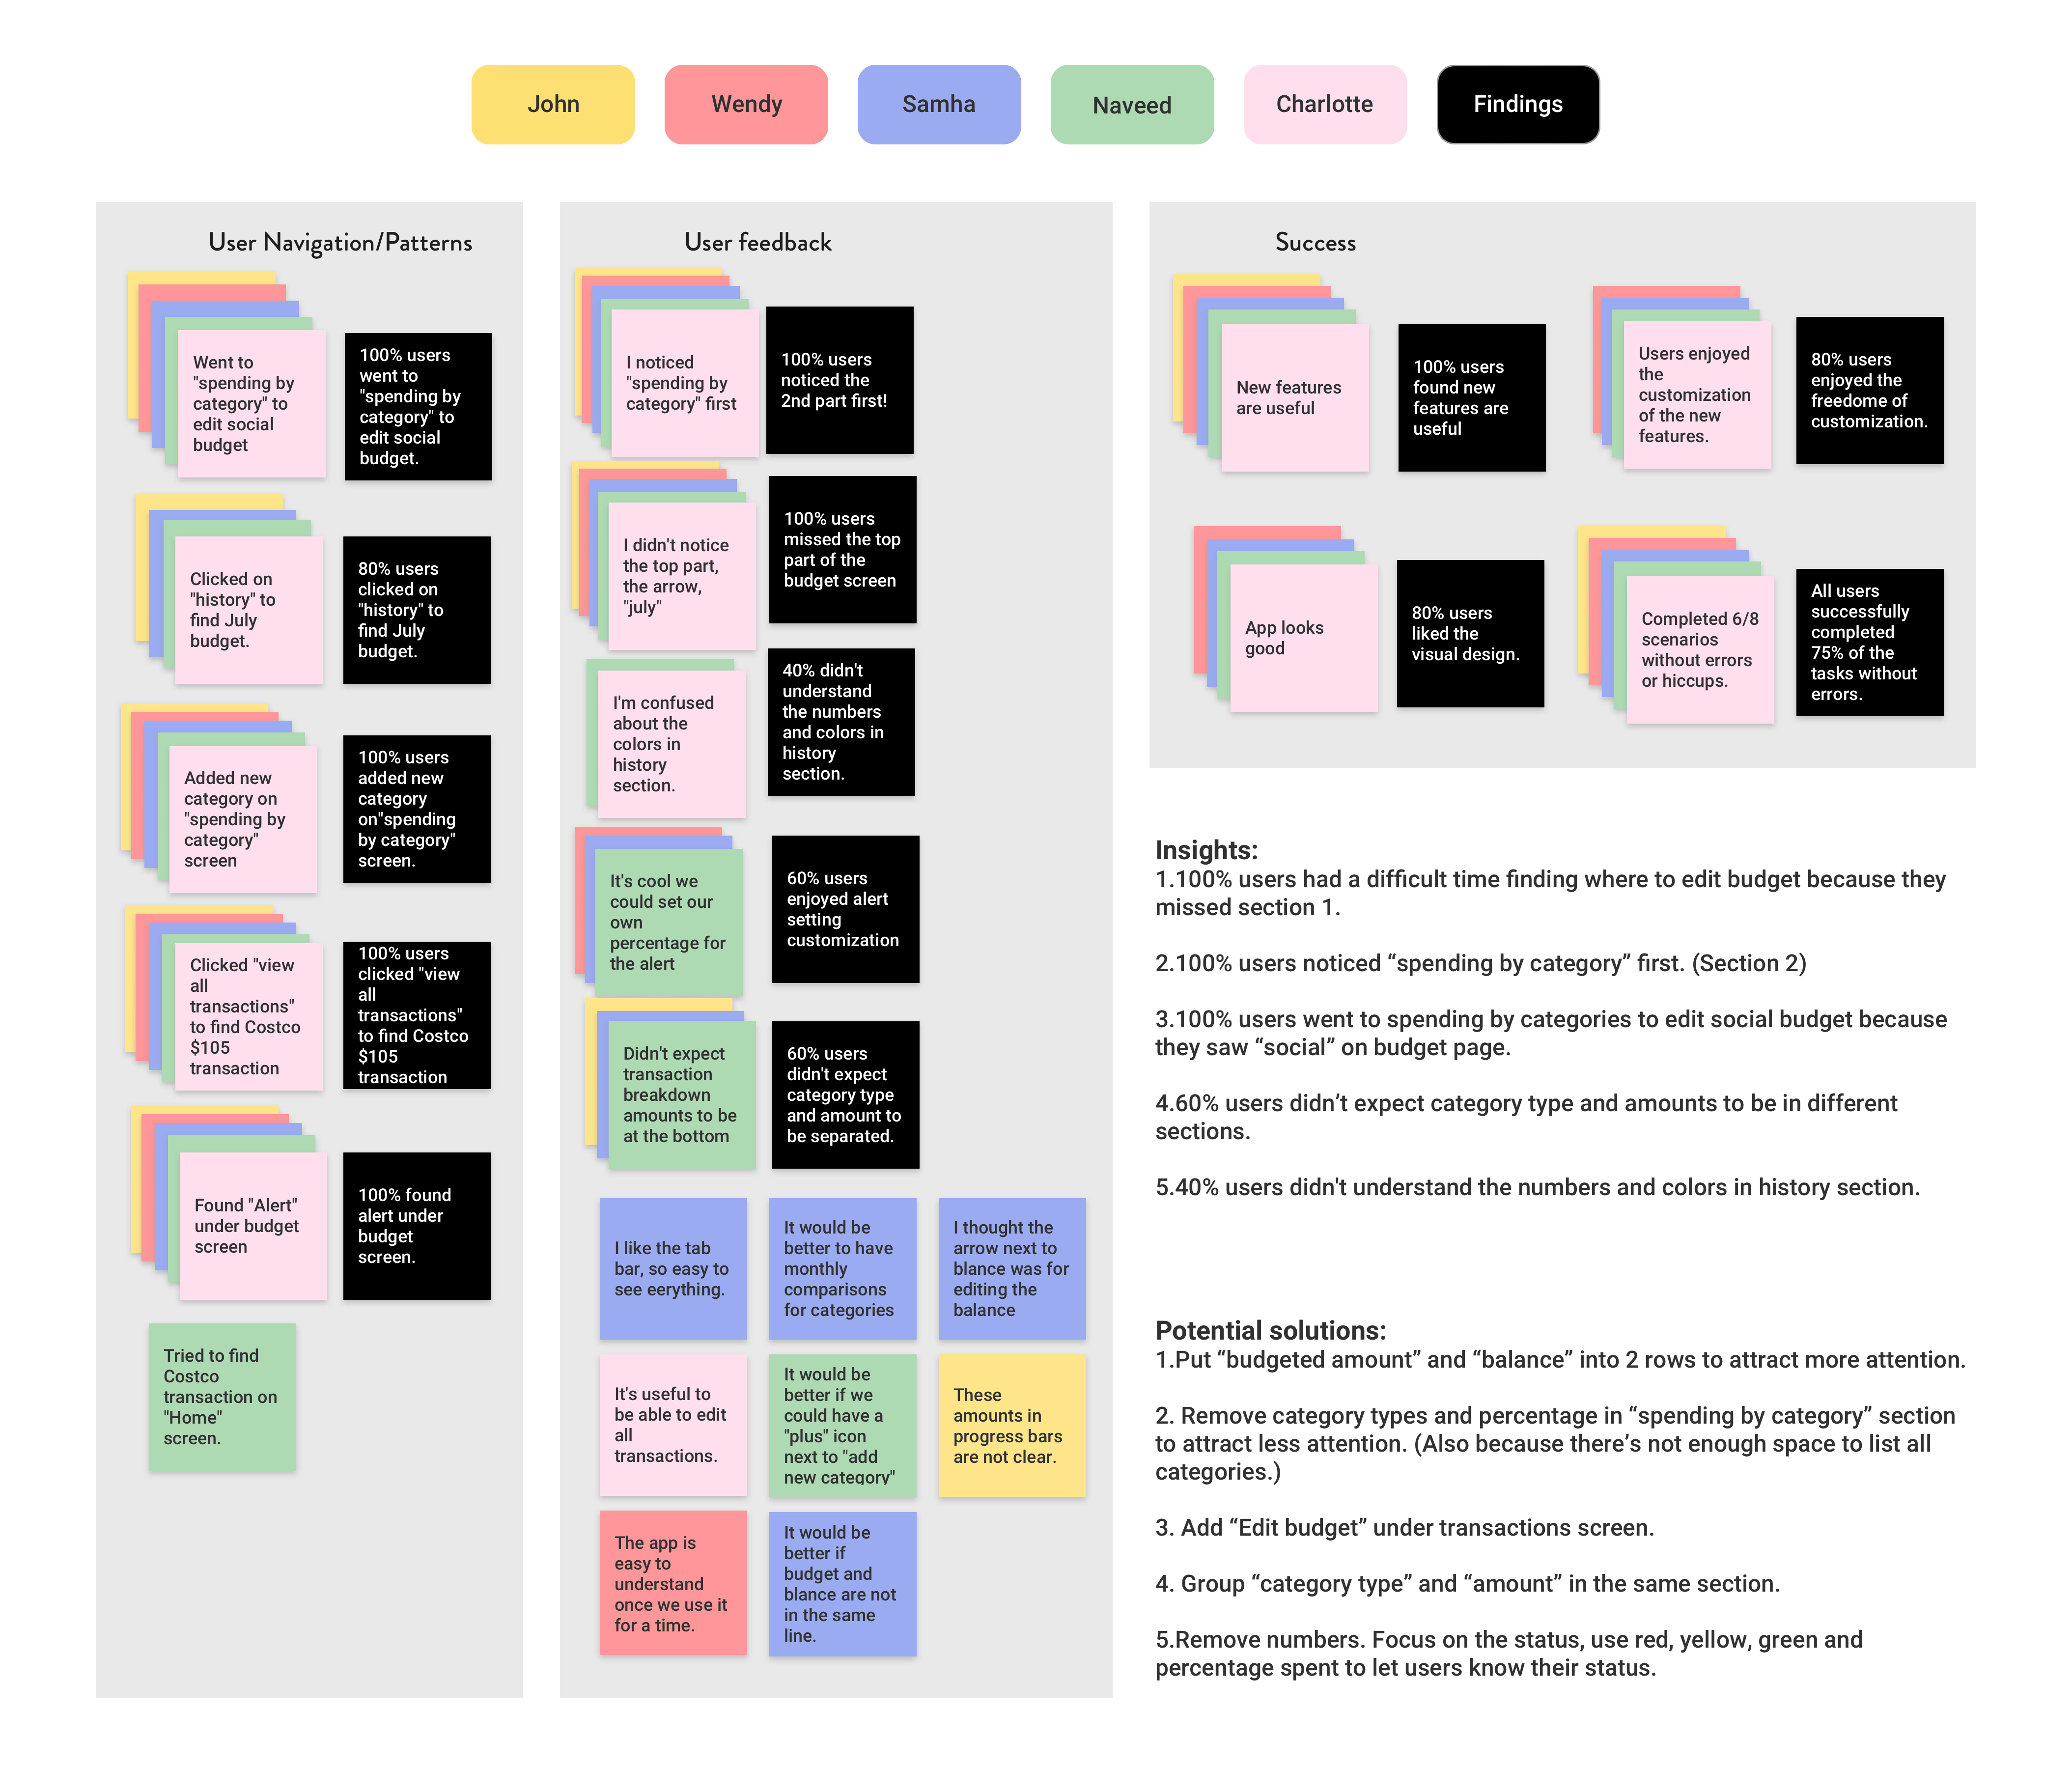 John
Wendy
Samha
Naveed
Charlotte
Findings
User Navigation/Patterns
Went to
"spending by
category" to
edit social
budget
100% users
went to
"spending by
category" to
edit social
budget.
Clicked on
"history" to
find July
budget.
80% users
clicked on
"history" to
find July
budget.
Added new
category on
"spending by
category"
screen
100% users
added new
category
on"spending
by category"
screen.
Clicked "view
all
transactions"
to find Costco
$105
transaction
100% users
clicked "view
all
transactions"
to find Costco
$105
transaction
Found "Alert"
under budget
screen
100% found
alert under
budget
screen.
Tried to find
Costco
transaction on
"Home"
screen.
User feedback
I noticed
"spending by
category" first
100% users
noticed the
2nd part first!
I didn't notice
the top part,
the arrow,
"july"
100% users
missed the top
part of the
budget screen
I'm confused
about the
colors in
history
section.
40% didn't
understand
the numbers
and colors in
history
section.
It's cool we
could set our
own
percentage for
the alert
60% users
enjoyed alert
setting
customization
Didn't expect
transaction
breakdown
amounts to be
at the bottom
60% users
didn't expect
category type
and amount to
be separated.
I like the tab
bar, so easy to
see eerything.
It would be
better to have
monthly
comparisons
for categories
I thought the
arrow next to
blance was for
editing the
balance
It's useful to
be able to edit
all
transactions.
It would be
better if we
could have a
"plus" icon
next to "add
new category"
These
amounts in
progress bars
are not clear.
The app is
easy to
understand
once we use it
for a time.
It would be
better if
budget and
blance are not
in the same
line.
Success
New features
are useful
100% users
found new
features are
useful
Users enjoyed
the
customization
of the new
features.
80% users
enjoyed the
freedome of
customization.
App looks
good
80% users
liked the
visual design.
Completed 6/8
scenarios
without errors
or hiccups.
All users
successfully
completed
75% of the
tasks without
errors.
Insights:
1.100% users had a difficult time finding where to edit budget because they
missed section 1.
2.100% users noticed “spending by category” first. (Section 2)
3.100% users went to spending by categories to edit social budget because
they saw “social” on budget page.
4.60% users didn’t expect category type and amounts to be in different
sections.
5.40% users didn't understand the numbers and colors in history section.
Potential solutions:
1.Put “budgeted amount” and “balance” into 2 rows to attract more attention.
2. Remove category types and percentage in “spending by category” section
to attract less attention. (Also because there’s not enough space to list all
categories.)
3. Add “Edit budget” under transactions screen.
4. Group “category type” and “amount” in the same section.
5.Remove numbers. Focus on the status, use red, yellow, green and
percentage spent to let users know their status.